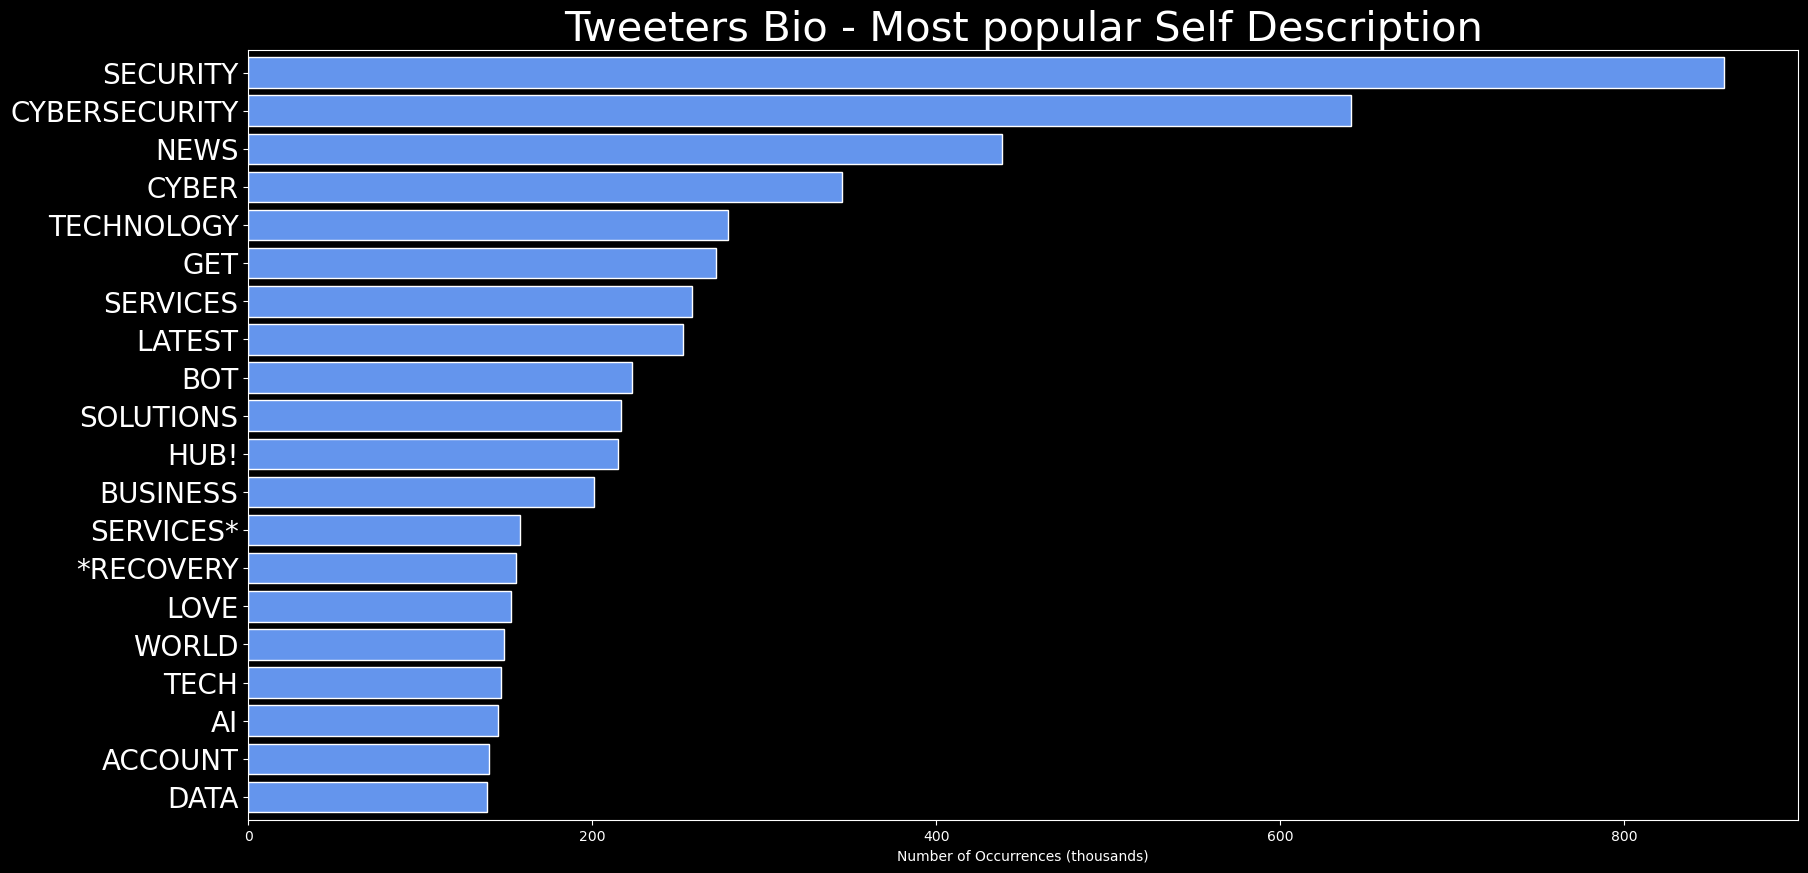 Tweeters Bio - Most popular Self Description
SECURITY
CYBERSECURITY
NEWS
CYBER
TECHNOLOGY
GET
SERVICES
LATEST
BOT
SOLUTIONS
HUB!
BUSINESS
SERVICES*
*RECOVERY
LOVE
WORLD
TECH
AI
ACCOUNT
DATA
0 200 400 600 800
Number of Occurrences (thousands)